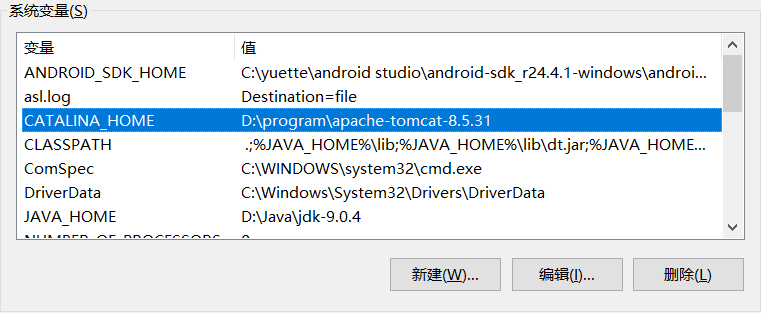 系统变量(S)
变量 值
ANDROID_SDK_HOME C:\yuette\android studio\android-sdk_r24.4.1-windows\androi...
asl.log Destination=file
CATALINA_HOME D:\program\apache-tomcat-8.5.31
CLASSPATH .;%JAVA_HOME%\lib;%JAVA_HOME%\lib\dt.jar;%JAVA_HOME...
ComSpec C:\WINDOWS\system32\cmd.exe
DriverData C:\Windows\System32\Drivers\DriverData
JAVA_HOME D:\Java\jdk-9.0.4
NUMBER_OF_PROCESSORS 8
新建(W)... 编辑(I)... 删除(L)